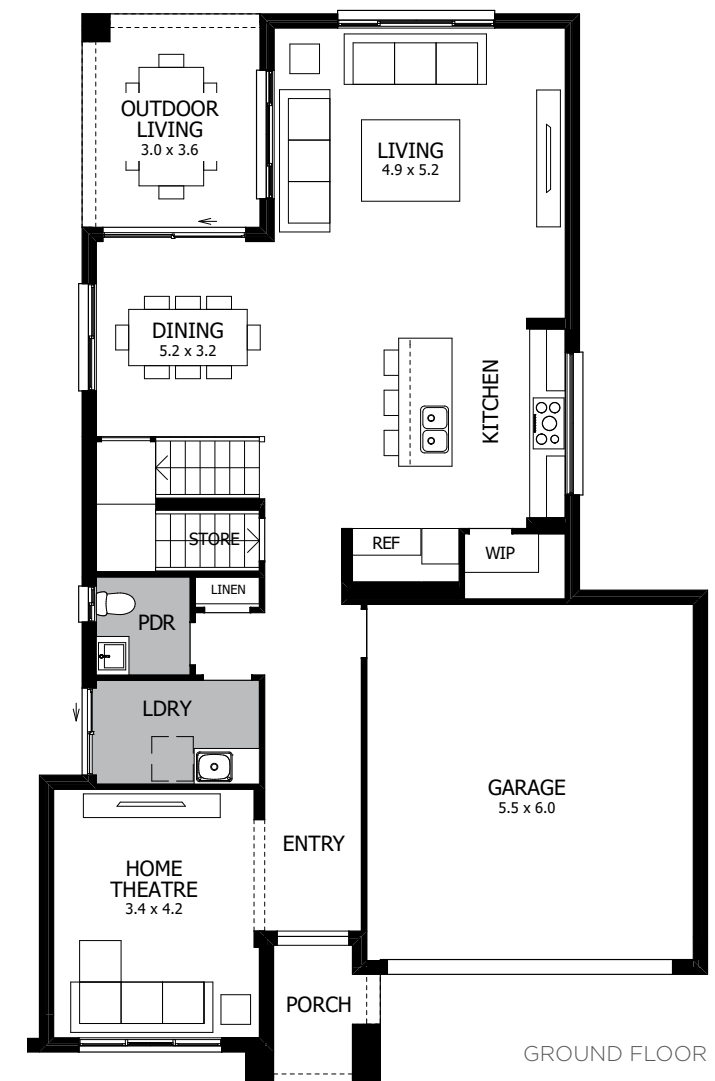 OUTDOOR
LIVING
3.0 x 3.6
LIVING
4.9 x 5.2
DINING
5.2 x 3.2
KITCHEN
STORE
REF
WIP
LINEN
PDR
LDRY
GARAGE
5.5 x 6.0
ENTRY
HOME
THEATRE
3.4 x 4.2
PORCH
GROUND FLOOR